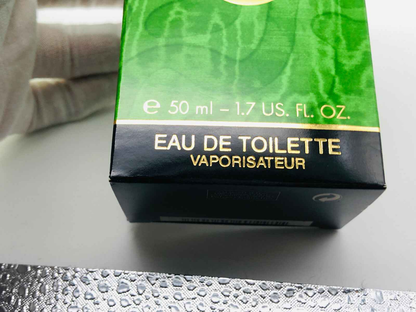 ℮ 50 ml – 1.7 US. FL. OZ.
EAU DE TOILETTE
VAPORISATEUR